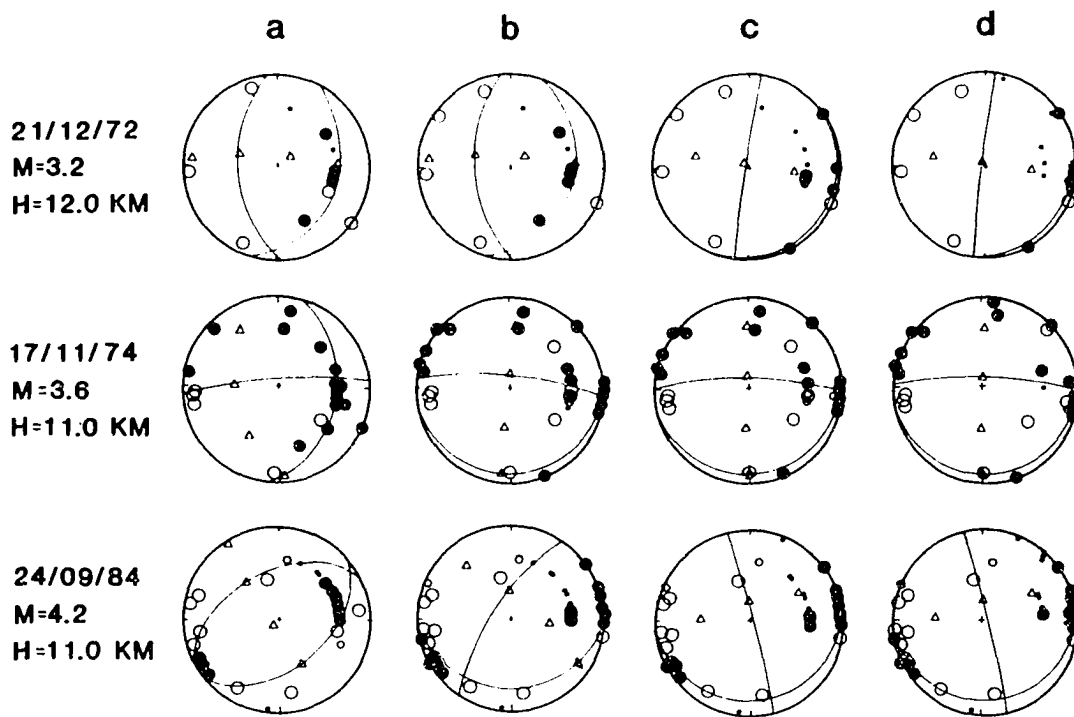 a b c d
21/12/72
M=3.2
H=12.0 KM
17/11/74
M=3.6
H=11.0 KM
24/09/84
M=4.2
H=11.0 KM